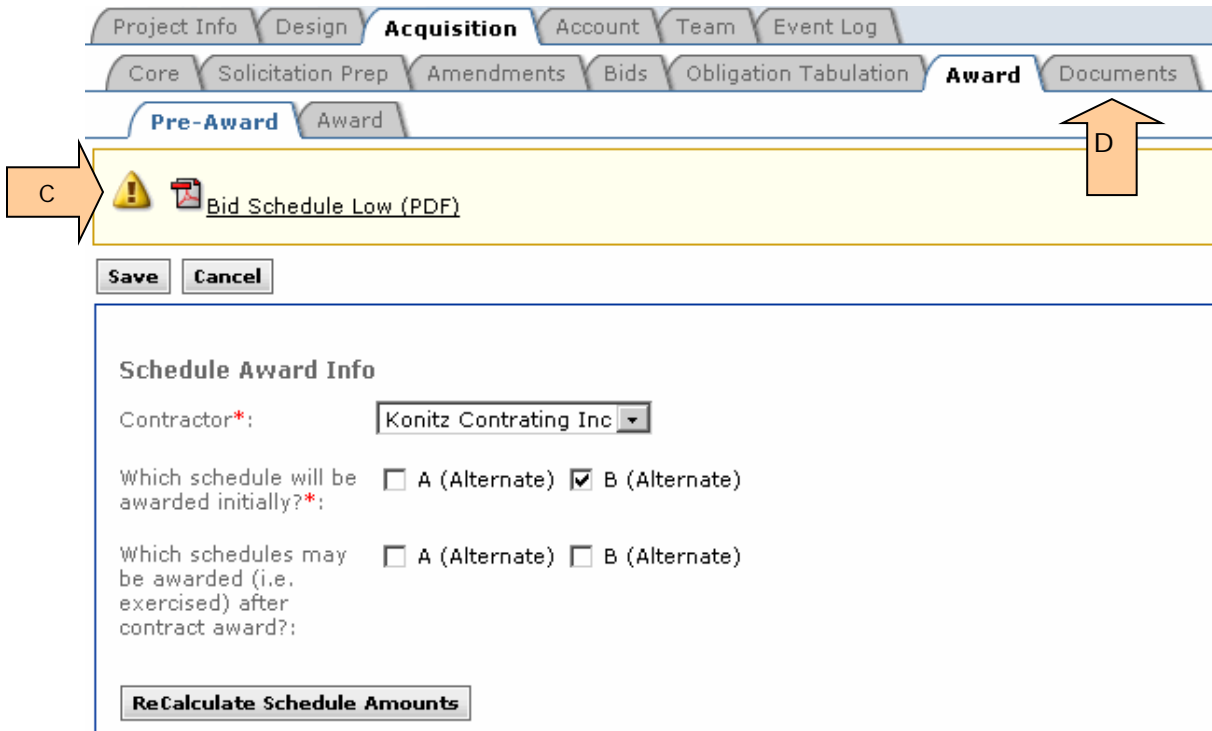 Project Info Design Acquisition Account Team Event Log
Core Solicitation Prep Amendments Bids Obligation Tabulation Award Documents
Pre-Award Award
D
C
Bid Schedule Low (PDF)
Save Cancel
Schedule Award Info
Contractor*: Konitz Contrating Inc
Which schedule will be A (Alternate) B (Alternate)
awarded initially?*:
Which schedules may A (Alternate) B (Alternate)
be awarded (i.e.
exercised) after
contract award?:
ReCalculate Schedule Amounts